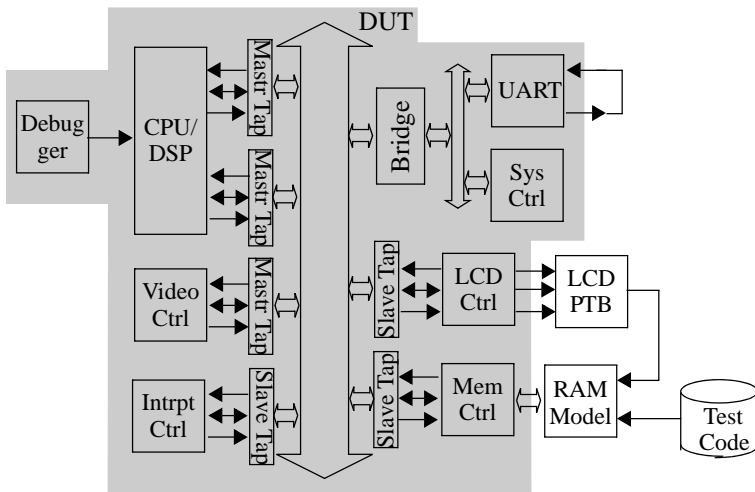 DUT
Debug
ger
CPU/
DSP
Mastr Tap
Mastr Tap
Video
Ctrl
Mastr Tap
Intrpt
Ctrl
Slave Tap
Bridge
UART
Sys
Ctrl
Slave Tap
LCD
Ctrl
LCD
PTB
Slave Tap
Mem
Ctrl
RAM
Model
Test
Code